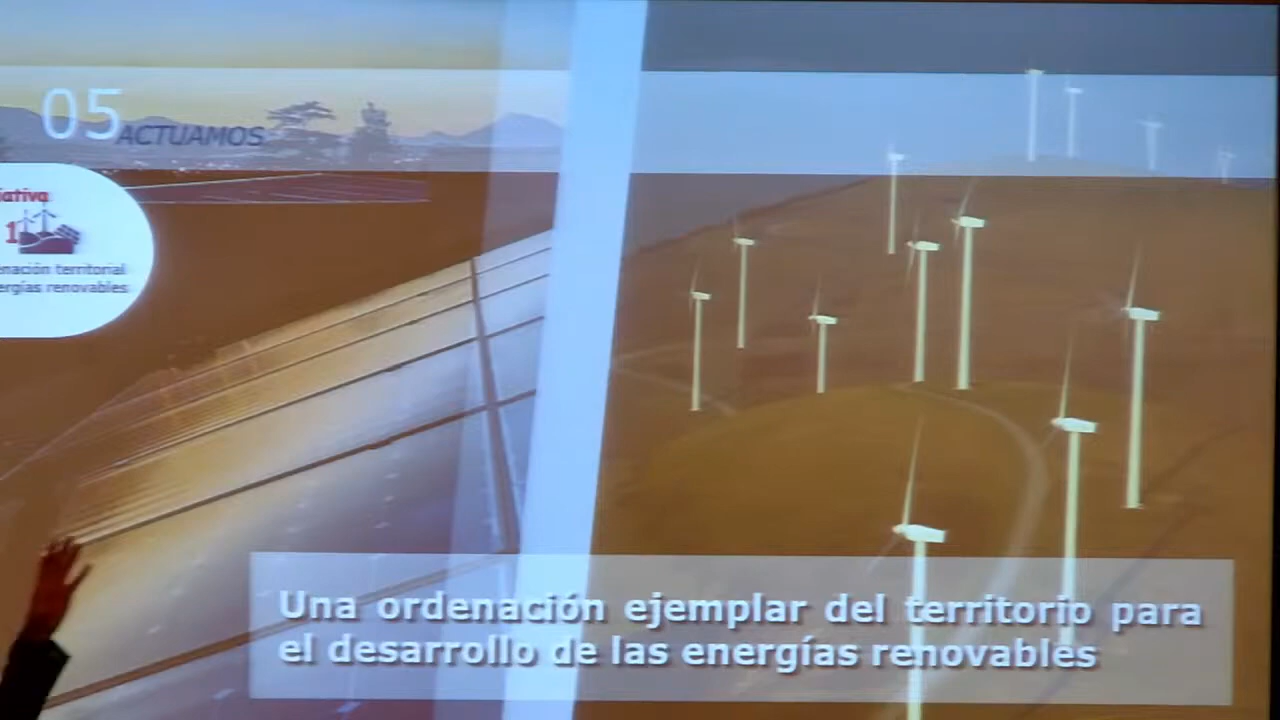 05
ACTUAMOS
iativa
1
enación territorial
ergías renovables
Una ordenación ejemplar del territorio para
el desarrollo de las energías renovables